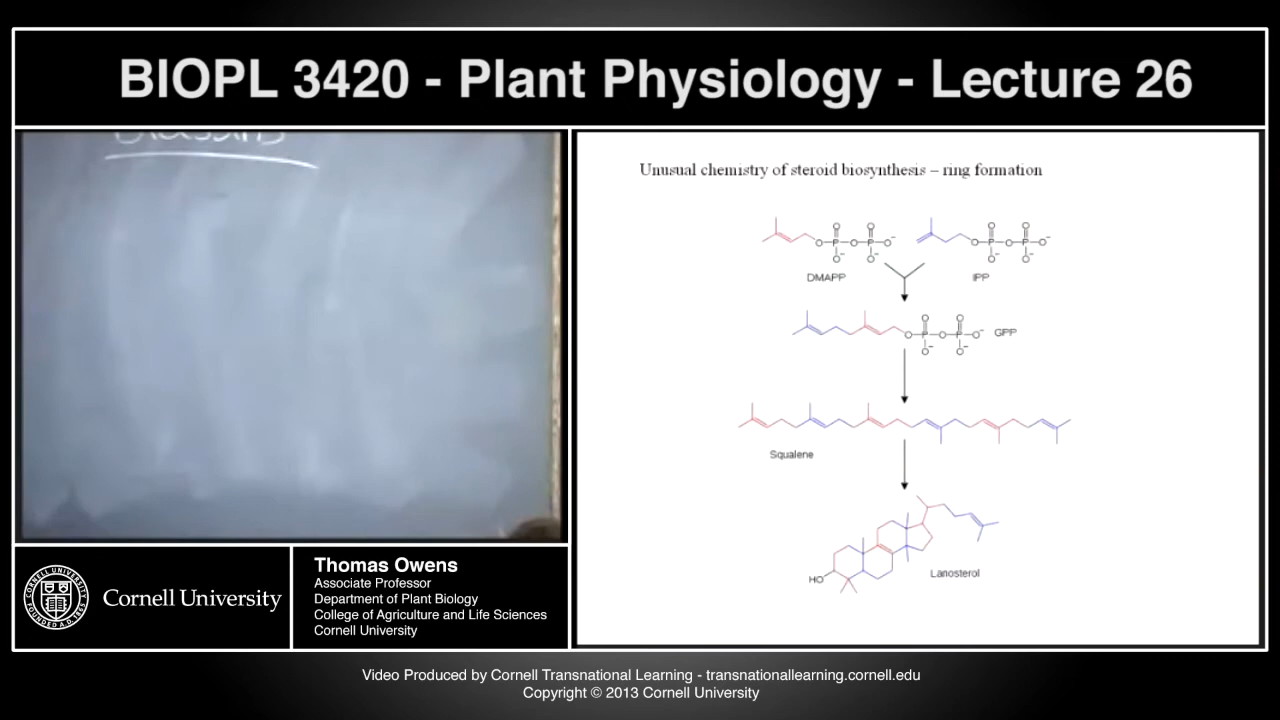 BIOPL 3420 - Plant Physiology - Lecture 26
Unusual chemistry of steroid biosynthesis – ring formation
DMAPP
IPP
GPP
Squalene
HO
Lanosterol
Cornell University
Thomas Owens
Associate Professor
Department of Plant Biology
College of Agriculture and Life Sciences
Cornell University
Video Produced by Cornell Transnational Learning - transnationallearning.cornell.edu
Copyright © 2013 Cornell University